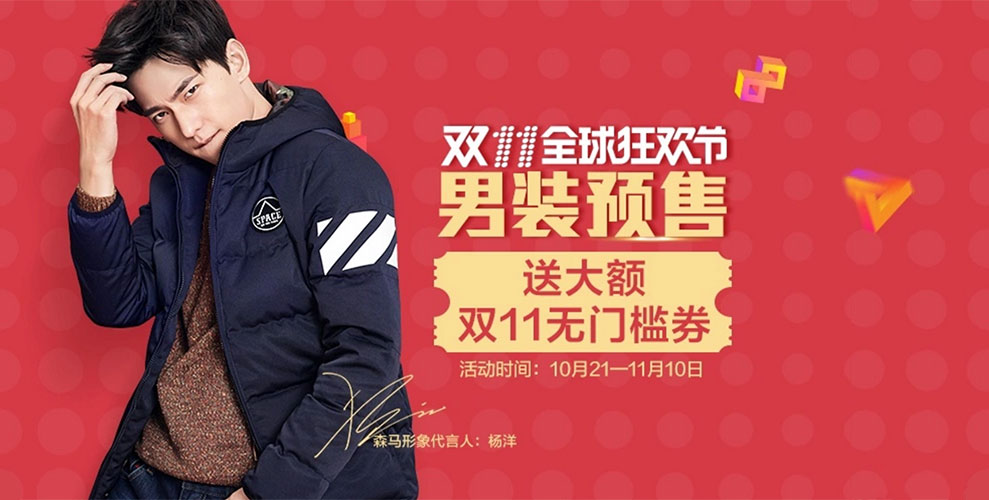 双11全球狂欢节
男装预售
送大额
双11无门槛券
活动时间：10月21—11月10日
SPACE
森马形象代言人：杨洋